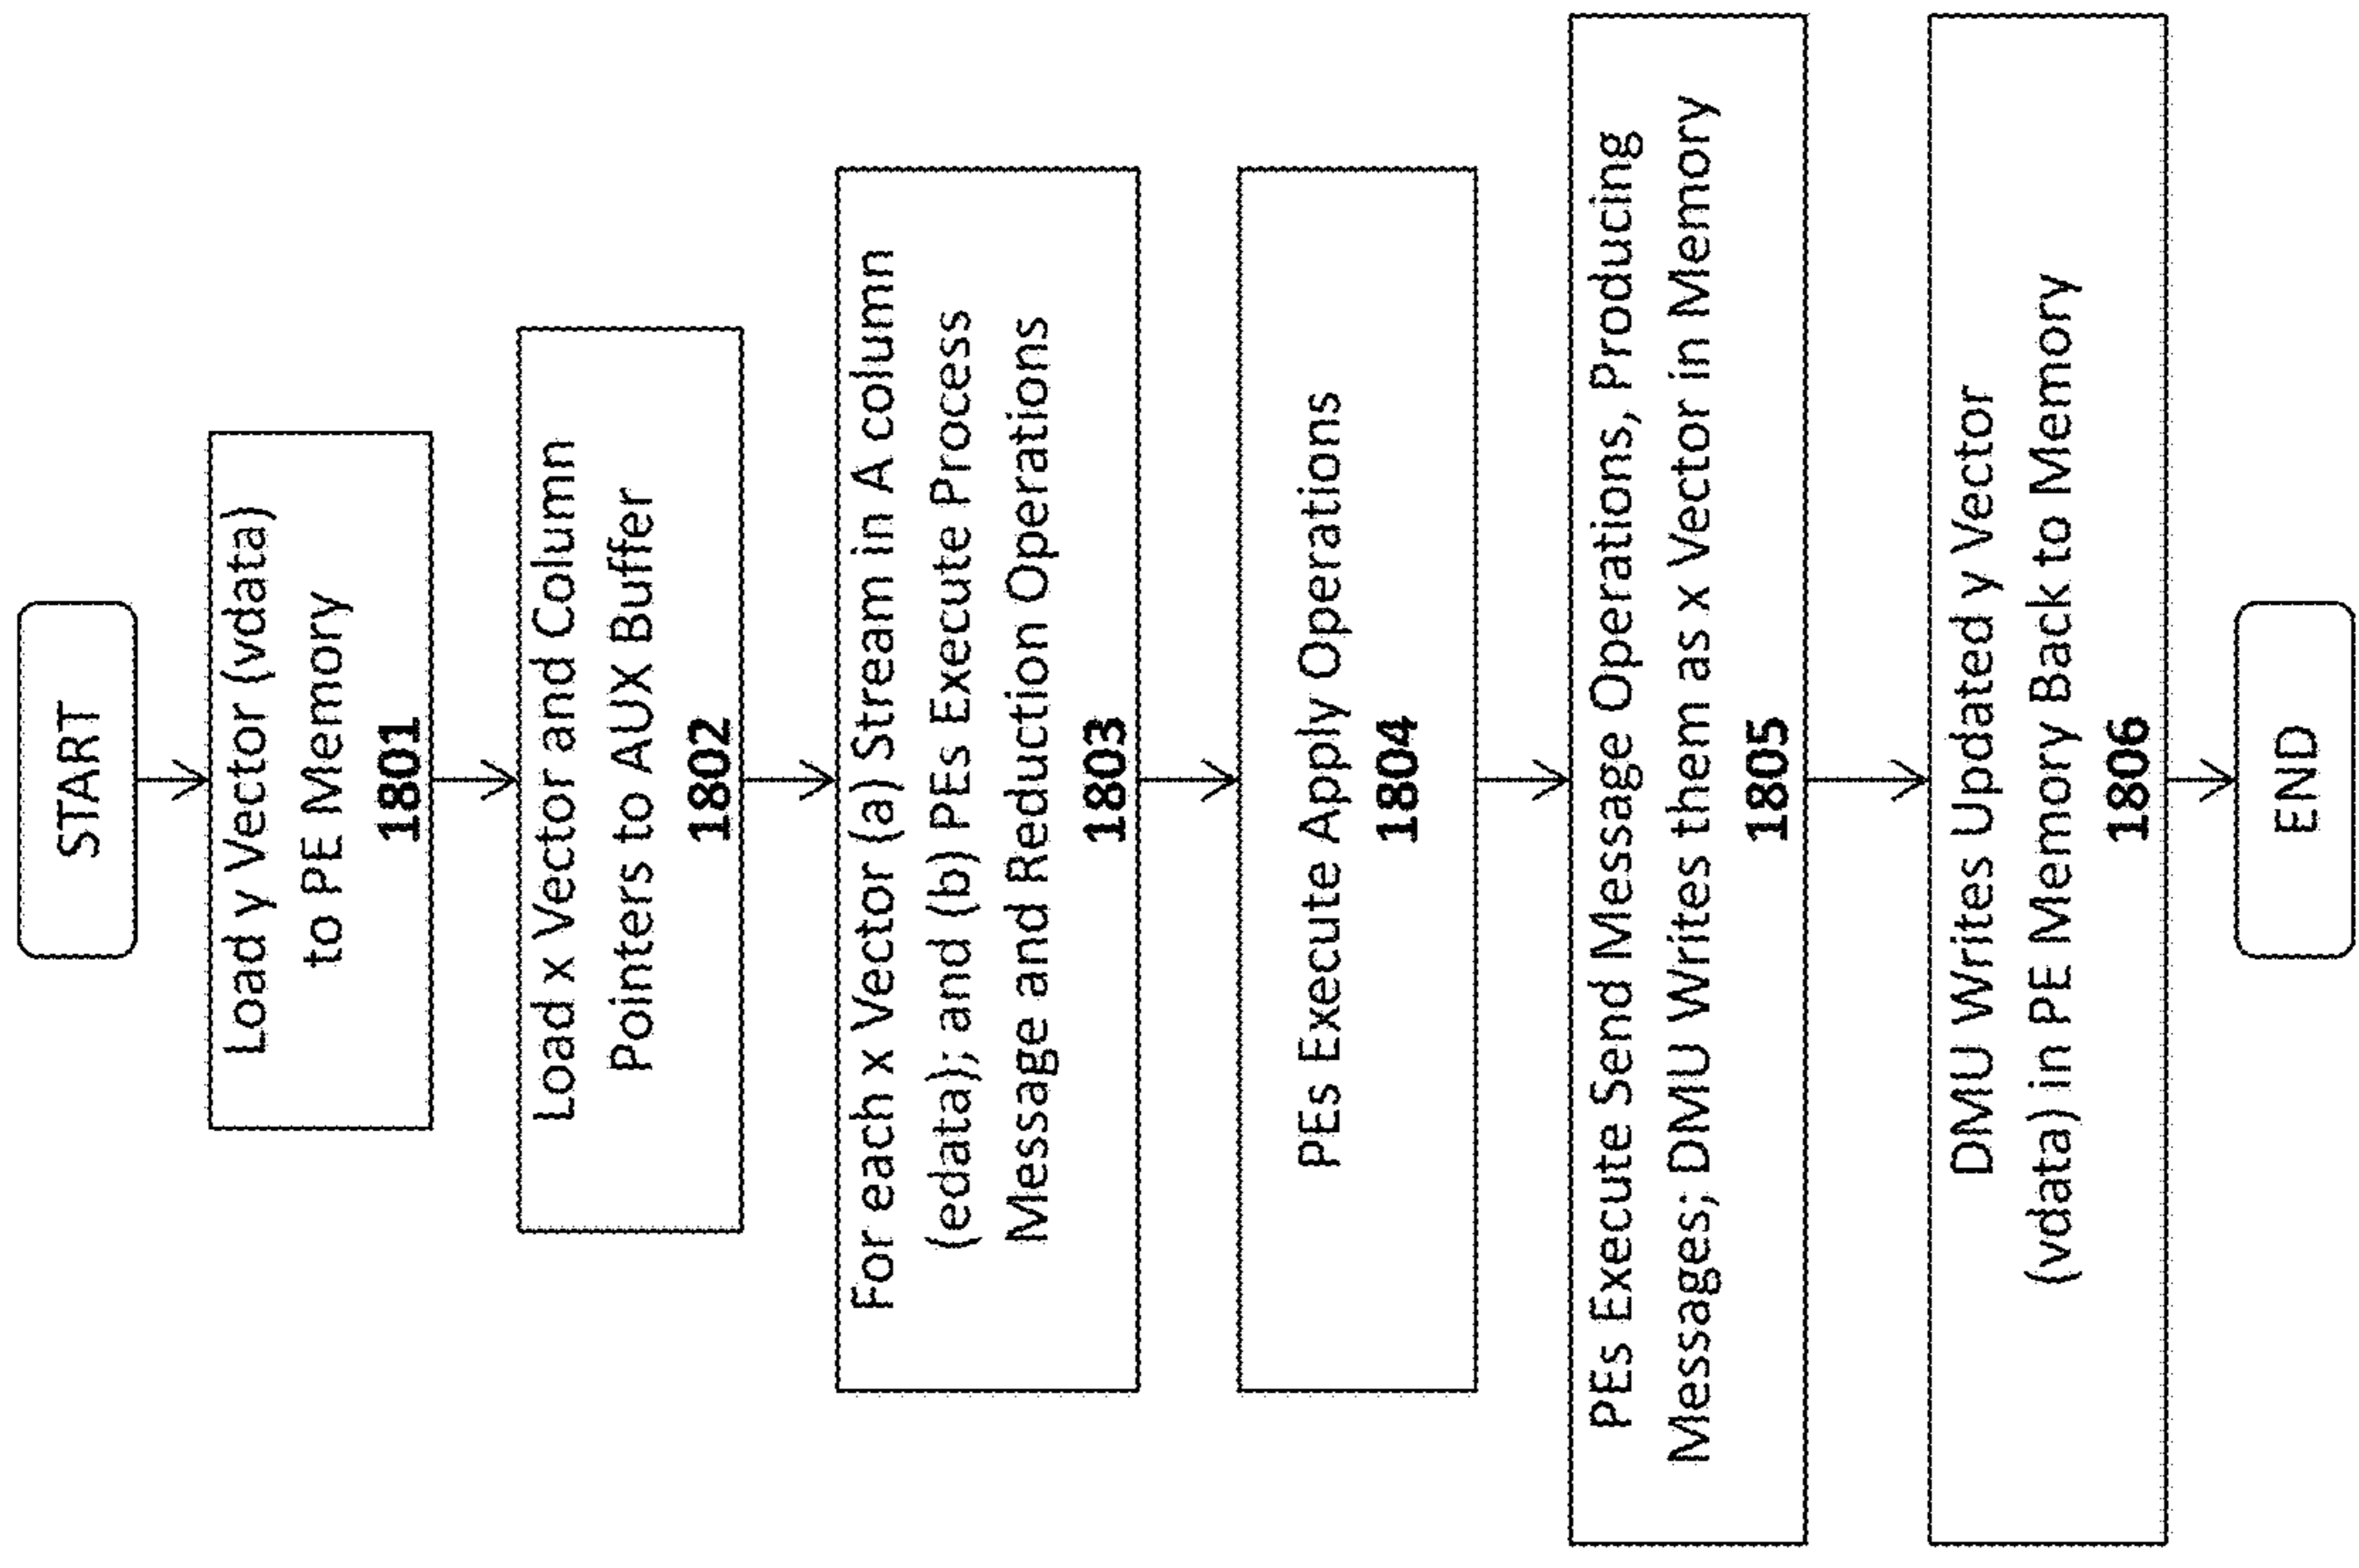 START
Load y Vector (vdata)
to PE Memory
1801
Load x Vector and Column
Pointers to AUX Buffer
1802
For each x Vector (a) Stream in A column
(edata); and (b) PEs Execute Process
Message and Reduction Operations
1803
PEs Execute Apply Operations
1804
PEs Execute Send Message Operations, Producing
Messages; DMU Writes them as x Vector in Memory
1805
DMU Writes Updated y Vector
(vdata) in PE Memory Back to Memory
1806
END